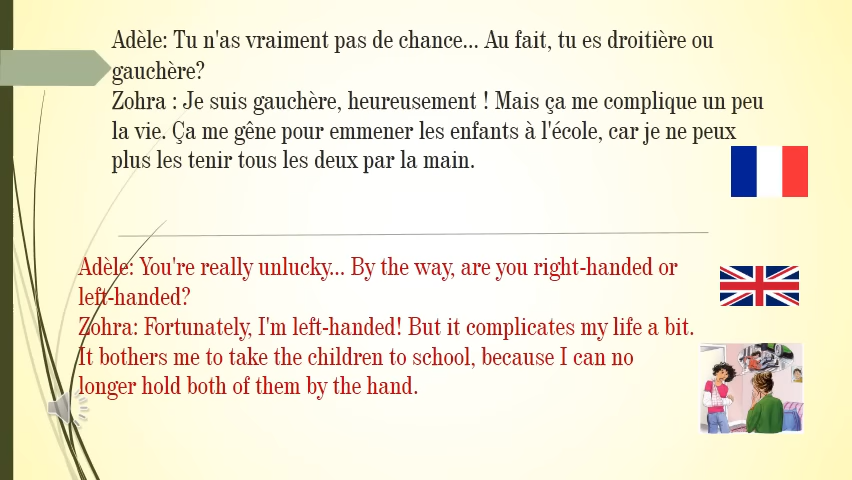 Adèle: Tu n'as vraiment pas de chance... Au fait, tu es droitière ou
gauchère?
Zohra : Je suis gauchère, heureusement ! Mais ça me complique un peu
la vie. Ça me gêne pour emmener les enfants à l'école, car je ne peux
plus les tenir tous les deux par la main.
Adèle: You're really unlucky... By the way, are you right-handed or
left-handed?
Zohra: Fortunately, I'm left-handed! But it complicates my life a bit.
It bothers me to take the children to school, because I can no
longer hold both of them by the hand.